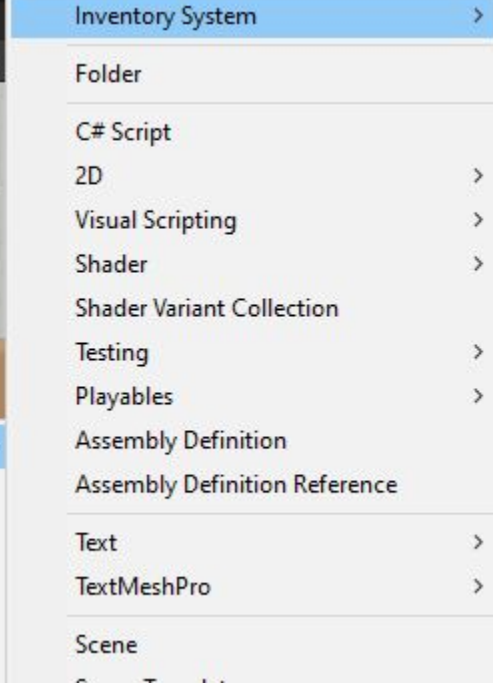 Inventory System
Folder
C# Script
2D
Visual Scripting
Shader
Shader Variant Collection
Testing
Playables
Assembly Definition
Assembly Definition Reference
Text
TextMeshPro
Scene